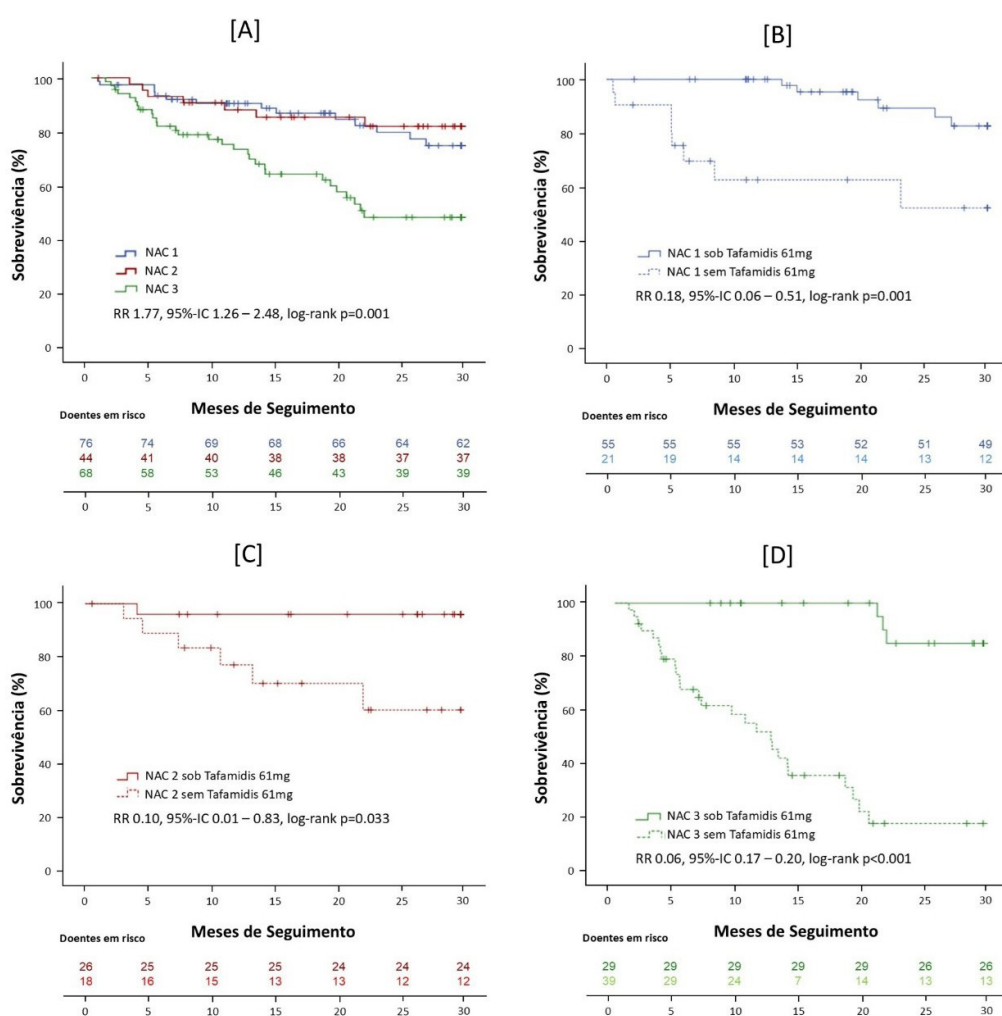 [A]
Sobrevivência (%)
100
80
60
40
20
0
NAC 1
NAC 2
NAC 3
RR 1.77, 95%-IC 1.26 – 2.48, log-rank p=0.001
0 5 10 15 20 25 30
Doentes em risco
Meses de Seguimento
76 74 69 68 66 64 62
44 41 40 38 38 37 37
68 58 53 46 43 39 39
0 5 10 15 20 25 30
[B]
Sobrevivência (%)
100
80
60
40
20
0
NAC 1 sob Tafamidis 61mg
NAC 1 sem Tafamidis 61mg
RR 0.18, 95%-IC 0.06 – 0.51, log-rank p=0.001
0 5 10 15 20 25 30
Doentes em risco
Meses de Seguimento
55 55 55 53 52 51 49
21 19 14 14 14 13 12
0 5 10 15 20 25 30
[C]
Sobrevivência (%)
100
80
60
40
20
0
NAC 2 sob Tafamidis 61mg
NAC 2 sem Tafamidis 61mg
RR 0.10, 95%-IC 0.01 – 0.83, log-rank p=0.033
0 5 10 15 20 25 30
Doentes em risco
Meses de Seguimento
26 25 25 25 24 24 24
18 16 15 13 13 12 12
0 5 10 15 20 25 30
[D]
Sobrevivência (%)
100
80
60
40
20
0
NAC 3 sob Tafamidis 61mg
NAC 3 sem Tafamidis 61mg
RR 0.06, 95%-IC 0.17 – 0.20, log-rank p<0.001
0 5 10 15 20 25 30
Doentes em risco
Meses de Seguimento
29 29 29 29 29 26 26
39 29 24 7 14 13 13
0 5 10 15 20 25 30